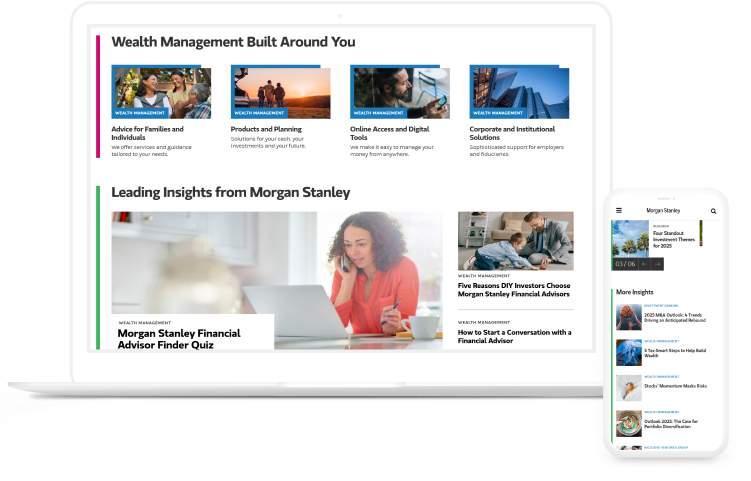 Wealth Management Built Around You
WEALTH MANAGEMENT
WEALTH MANAGEMENT
WEALTH MANAGEMENT
WEALTH MANAGEMENT
Advice for Families and
Individuals
We offer services and guidance
tailored to your needs.
Products and Planning
Solutions for your cash, your
investments and your future.
Online Access and Digital
Tools
We make it easy to manage your
money from anywhere.
Corporate and Institutional
Solutions
Sophisticated support for employers
and fiduciaries.
Leading Insights from Morgan Stanley
WEALTH MANAGEMENT
Morgan Stanley Financial
Advisor Finder Quiz
WEALTH MANAGEMENT
Five Reasons DIY Investors Choose
Morgan Stanley Financial Advisors
WEALTH MANAGEMENT
How to Start a Conversation with a
Financial Advisor
Morgan Stanley
RESEARCH
Four Standout
Investment Themes
for 2025
03 / 06
More Insights
INVESTMENT BANKING
2025 M&A Outlook: 4 Trends
Driving an Anticipated Rebound
WEALTH MANAGEMENT
5 Tax-Smart Steps to Help Build
Wealth
WEALTH MANAGEMENT
Stocks' Momentum Masks Risks
WEALTH MANAGEMENT
Outlook 2025: The Case for
Portfolio Diversification
INCLUSIVE VENTURES GROUP